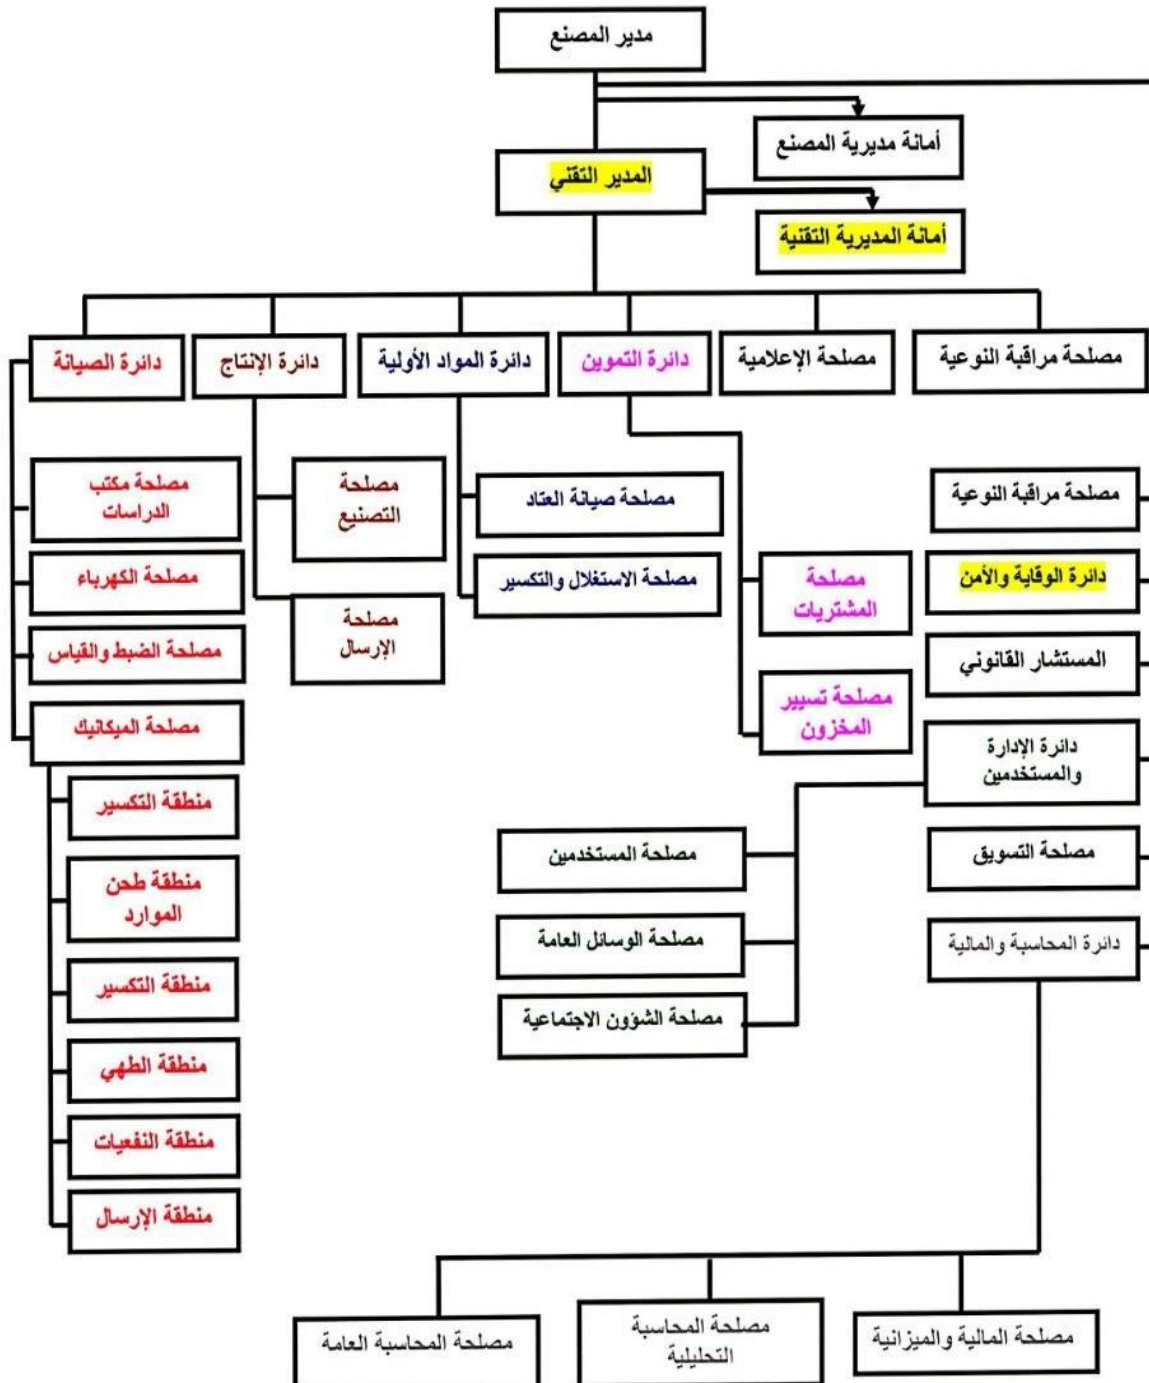 مدير المصنع
أمانة مديرية المصنع
المدير التقني
أمانة المديرية التقنية
مصلحة مراقبة النوعية
مصلحة الإعلامية
دائرة التموين
دائرة المواد الأولية
دائرة الإنتاج
دائرة الصيانة
مصلحة مراقبة النوعية
دائرة الوقاية والأمن
المستشار القانوني
دائرة الإدارة
والمستخدمين
مصلحة التسويق
دائرة المحاسبة والمالية
مصلحة
المشتريات
مصلحة تسيير
المخزون
مصلحة صيانة العتاد
مصلحة الاستغلال والتكسير
مصلحة
التصنيع
مصلحة
الإرسال
مصلحة مكتب
الدراسات
مصلحة الكهرباء
مصلحة الضبط والقياس
مصلحة الميكانيك
منطقة التكسير
منطقة طحن
الموارد
منطقة التكسير
منطقة الطهي
منطقة النفعيات
منطقة الإرسال
مصلحة المستخدمين
مصلحة الوسائل العامة
مصلحة الشؤون الاجتماعية
مصلحة المالية والميزانية
مصلحة المحاسبة
التحليلية
مصلحة المحاسبة العامة